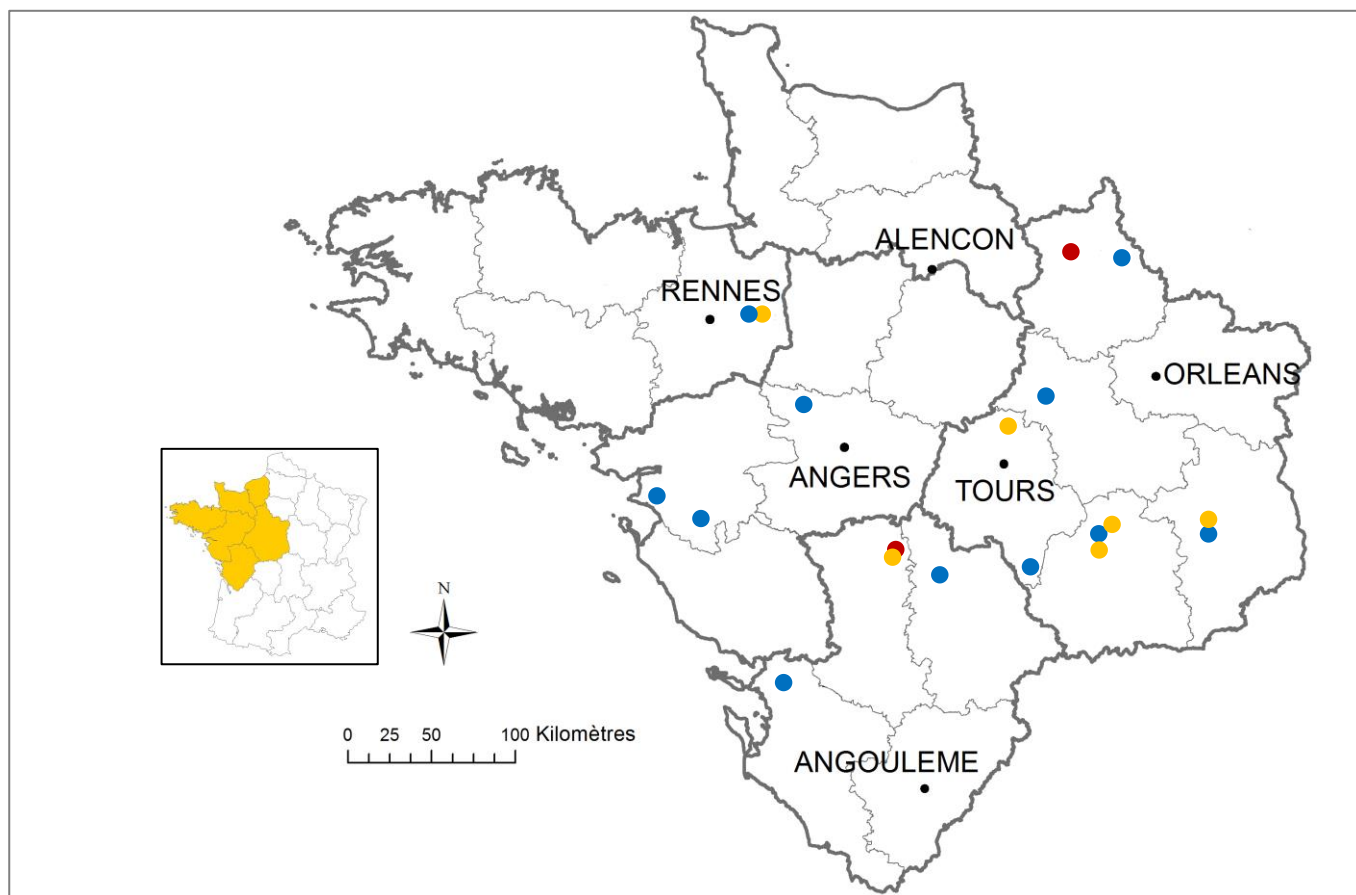 ALENCON
RENNES
ORLEANS
ANGERS
TOURS
N
0 25 50 100 Kilomètres
ANGOULEME